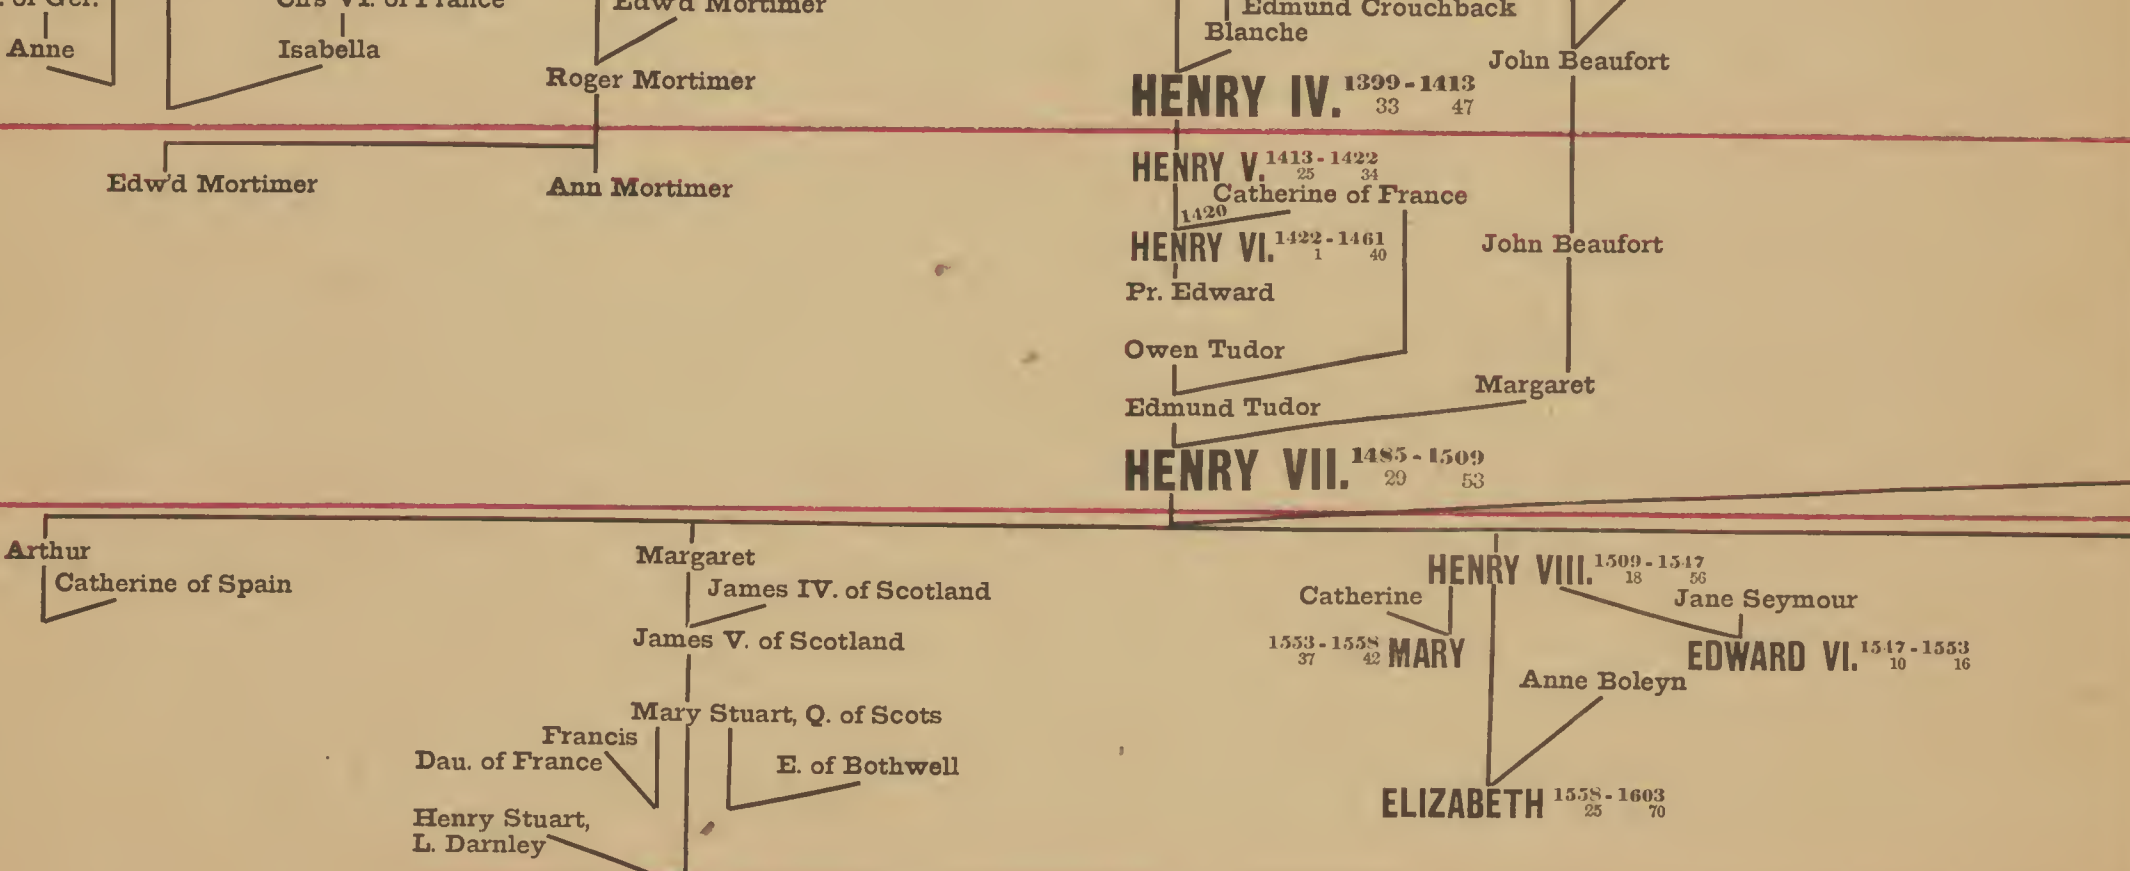 Anne
Isabella
Edw'd Mortimer
Roger Mortimer
Edmund Crouchback
Blanche
John Beaufort
HENRY IV. 1399-1413
33 47
Edw'd Mortimer
Ann Mortimer
HENRY V. 1413-1422
25 34
Catherine of France
1420
HENRY VI. 1422-1461
1 40
John Beaufort
Pr. Edward
Owen Tudor
Margaret
Edmund Tudor
HENRY VII. 1485-1509
29 53
Arthur
Catherine of Spain
Margaret
James IV. of Scotland
James V. of Scotland
Mary Stuart, Q. of Scots
Francis
Dau. of France
E. of Bothwell
Henry Stuart,
L. Darnley
HENRY VIII. 1509-1547
18 56
Catherine
Jane Seymour
1553-1558 MARY
37 42
EDWARD VI. 1547-1553
10 16
Anne Boleyn
ELIZABETH 1558-1603
25 70